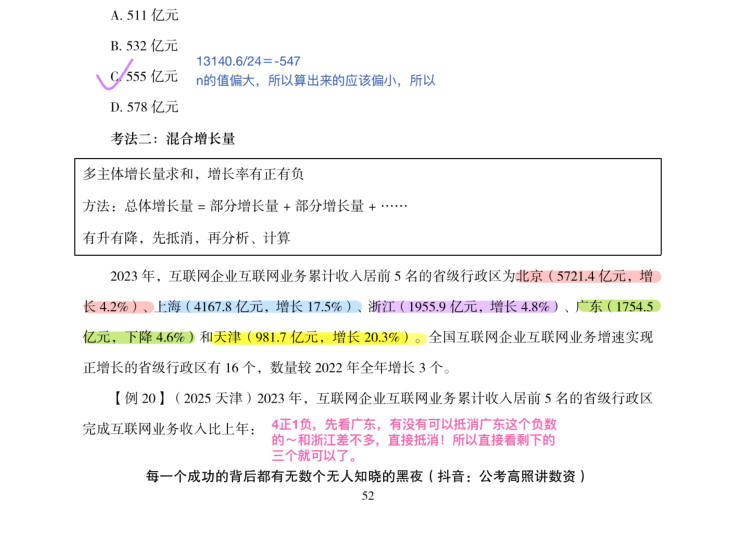 A. 511 亿元
B. 532 亿元
C. 555 亿元
13140.6/24＝-547
n的值偏大，所以算出来的应该偏小，所以
D. 578 亿元
考法二：混合增长量
多主体增长量求和，增长率有正有负
方法：总体增长量 = 部分增长量 + 部分增长量 + ……
有升有降，先抵消，再分析、计算
2023 年，互联网企业互联网业务累计收入居前 5 名的省级行政区为北京（5721.4 亿元，增
长 4.2%）、上海（4167.8 亿元，增长 17.5%）、浙江（1955.9 亿元，增长 4.8%）、广东（1754.5
亿元，下降 4.6%）和天津（981.7 亿元，增长 20.3%）。全国互联网企业互联网业务增速实现
正增长的省级行政区有 16 个，数量较 2022 年全年增长 3 个。
【例 20】（2025 天津）2023 年，互联网企业互联网业务累计收入居前 5 名的省级行政区
完成互联网业务收入比上年：
4正1负，先看广东，有没有可以抵消广东这个负数
的～和浙江差不多，直接抵消！所以直接看剩下的
三个就可以了。
每一个成功的背后都有无数个无人知晓的黑夜（抖音：公考高照讲数资）
52